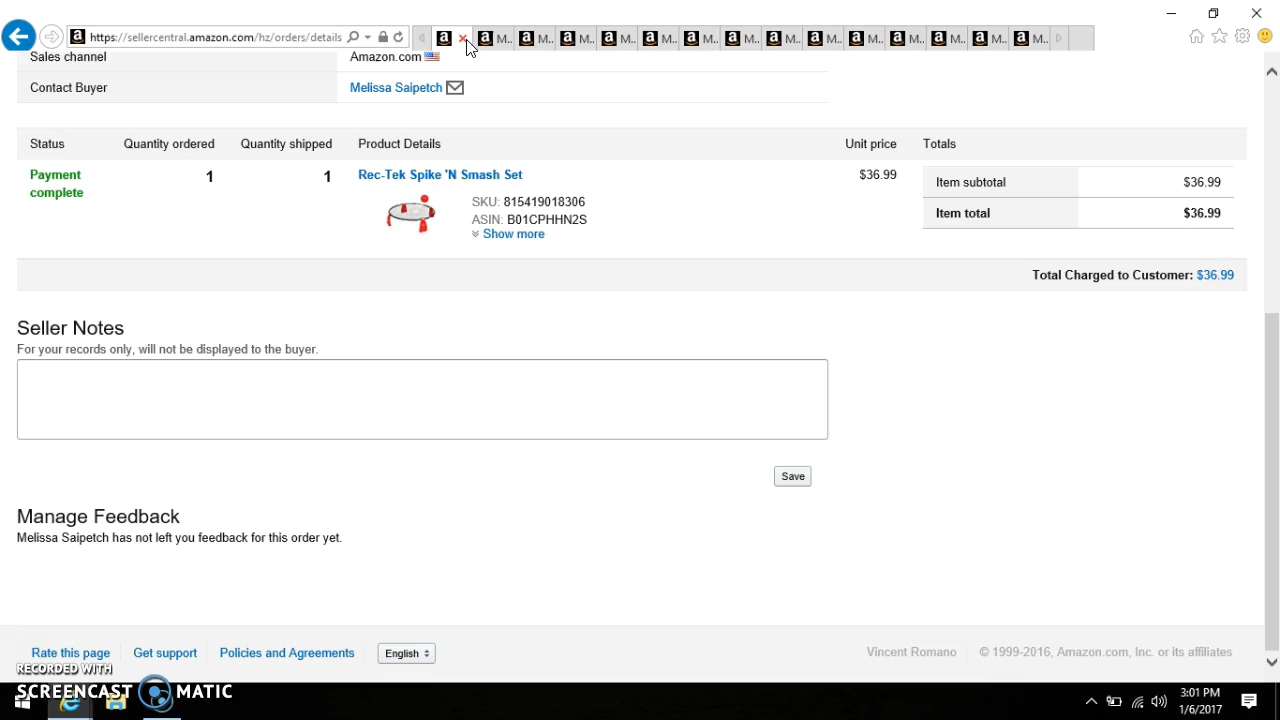 https://sellercentral.amazon.com/hz/orders/details
M.. M.. M.. M.. M.. M.. M.. M.. M.. M.. M.. M.. M.. M..
Sales channel Amazon.com
Contact Buyer Melissa Saipetch
Status Quantity ordered Quantity shipped Product Details Unit price Totals
Payment complete 1 1 Rec-Tek Spike 'N Smash Set $36.99 Item subtotal $36.99
SKU: 815419018306
ASIN: B01CPHHN2S Item total $36.99
Show more
Total Charged to Customer: $36.99
Seller Notes
For your records only, will not be displayed to the buyer.
Save
Manage Feedback
Melissa Saipetch has not left you feedback for this order yet.
Rate this page Get support Policies and Agreements English Vincent Romano © 1999-2016, Amazon.com, Inc. or its affiliates
RECORDED WITH
SCREENCAST MATIC
3:01 PM
1/6/2017